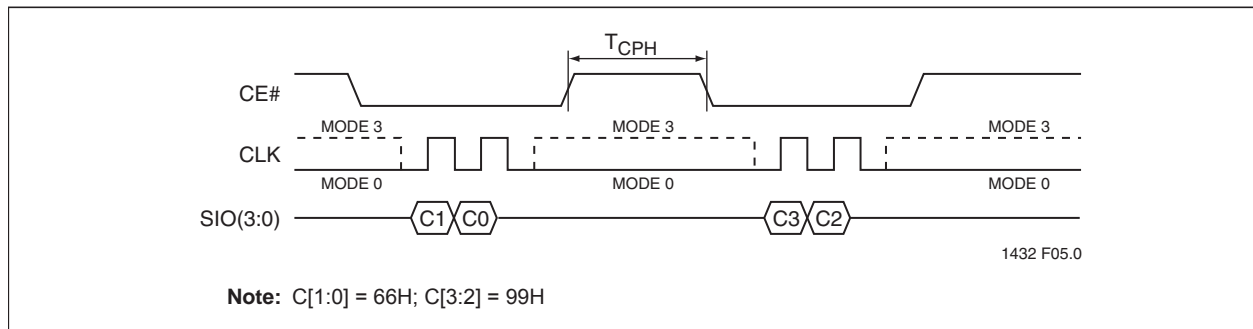 TCPH
CE#
MODE 3 MODE 3 MODE 3
CLK
MODE 0 MODE 0 MODE 0
SIO(3:0) C1 C0 C3 C2
1432 F05.0
Note: C[1:0] = 66H; C[3:2] = 99H